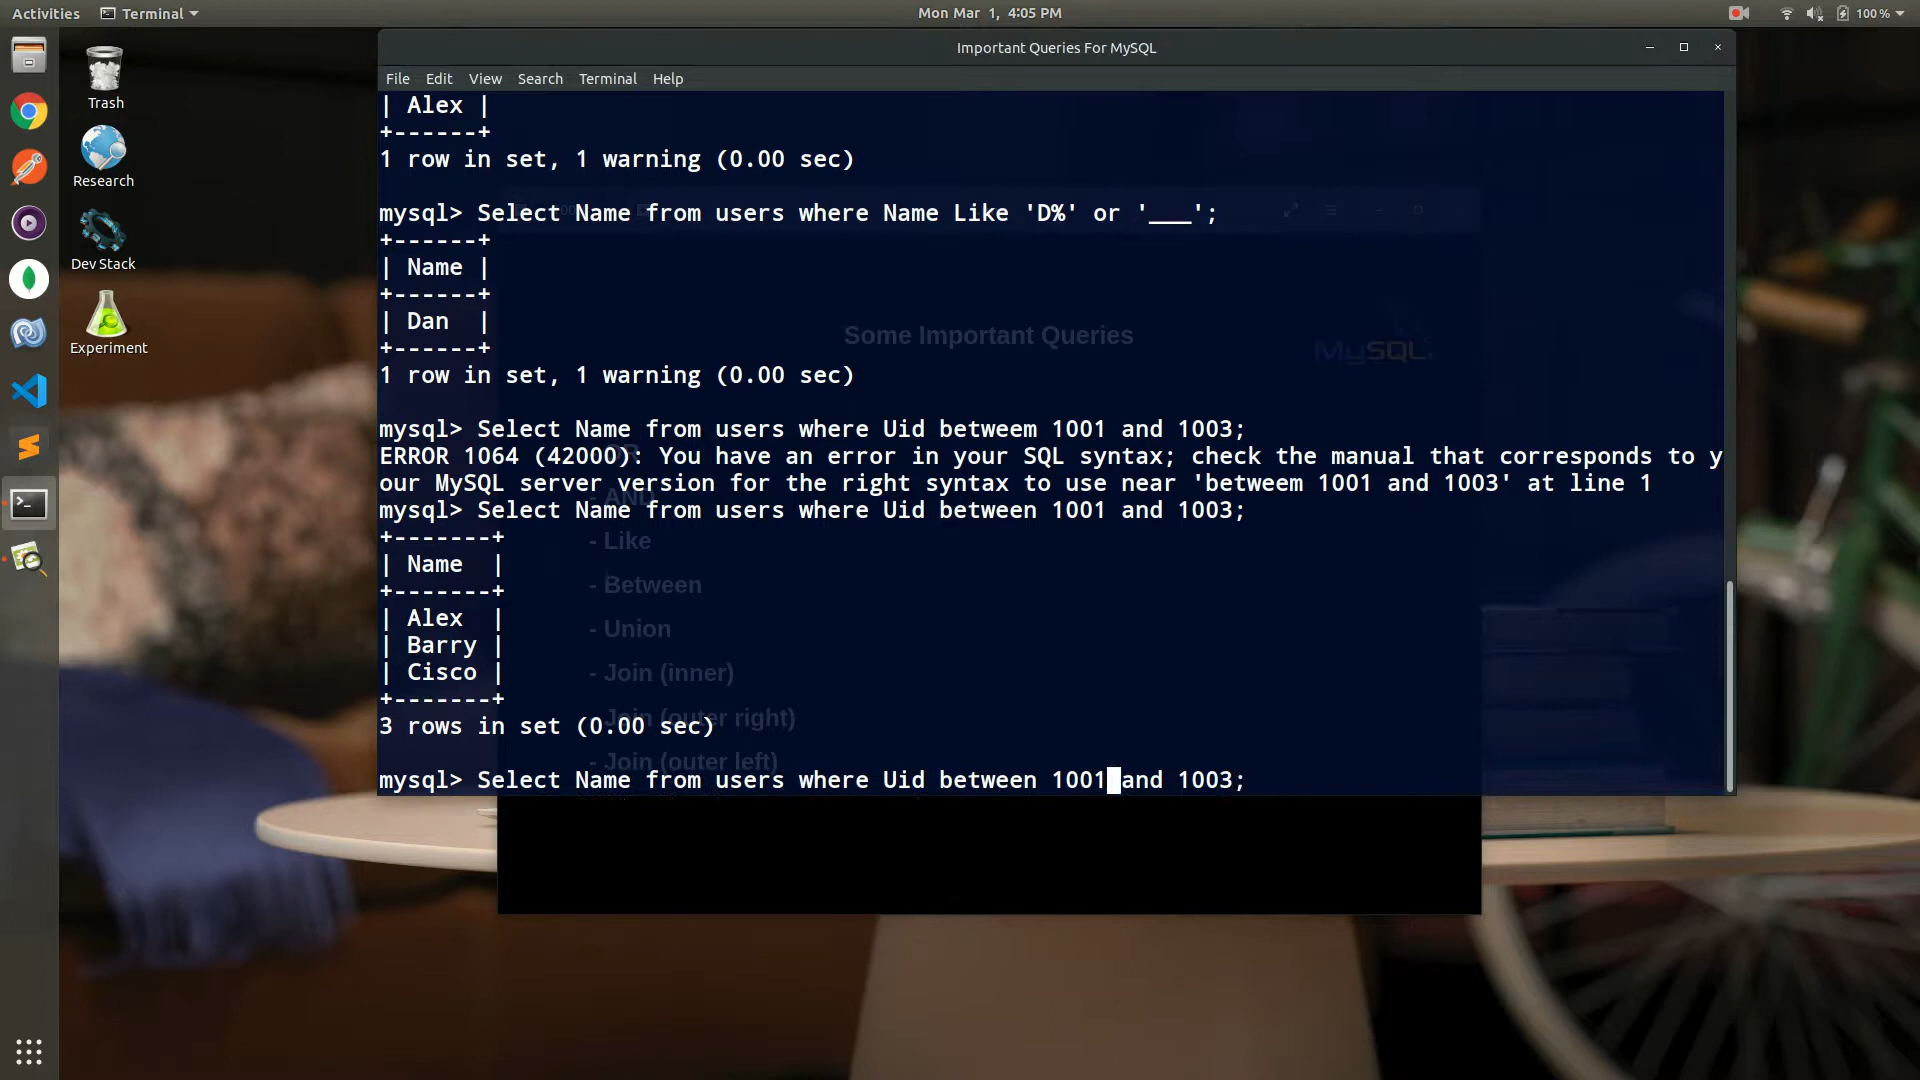 Activities
Terminal
Mon Mar 1, 4:05 PM
100 %
Trash
Research
Dev Stack
Experiment
Important Queries For MySQL
File Edit View Search Terminal Help
| Alex |
+------+
1 row in set, 1 warning (0.00 sec)
mysql> Select Name from users where Name Like 'D%' or '___';
+------+
| Name |
+------+
| Dan  |
+------+
1 row in set, 1 warning (0.00 sec)
mysql> Select Name from users where Uid betweem 1001 and 1003;
ERROR 1064 (42000): You have an error in your SQL syntax; check the manual that corresponds to y
our MySQL server version for the right syntax to use near 'betweem 1001 and 1003' at line 1
mysql> Select Name from users where Uid between 1001 and 1003;
+-------+
| Name  |
+-------+
| Alex  |
| Barry |
| Cisco |
+-------+
3 rows in set (0.00 sec)
mysql> Select Name from users where Uid between 1001 and 1003;
Some Important Queries
MySQL
- AND
- Like
- Between
- Union
- Join (inner)
- Join (outer right)
- Join (outer left)